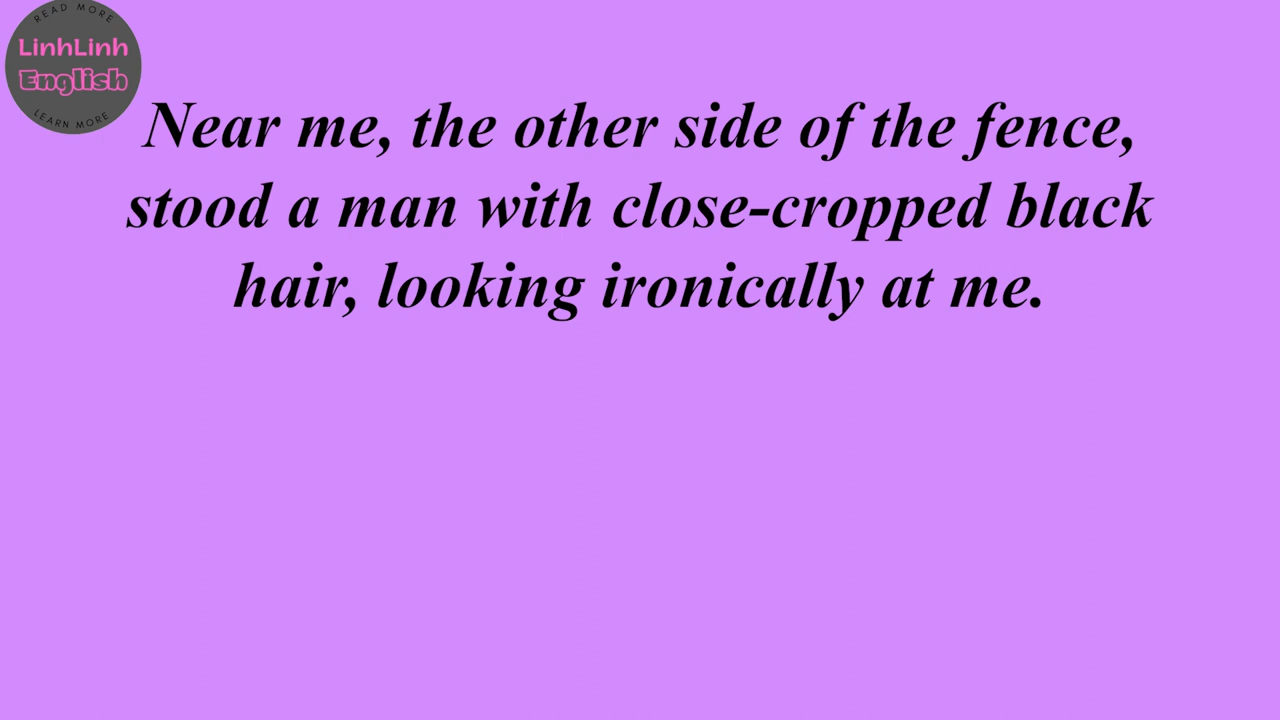 READ MORE
LinhLinh
English
LEARN MORE
Near me, the other side of the fence,
stood a man with close-cropped black
hair, looking ironically at me.